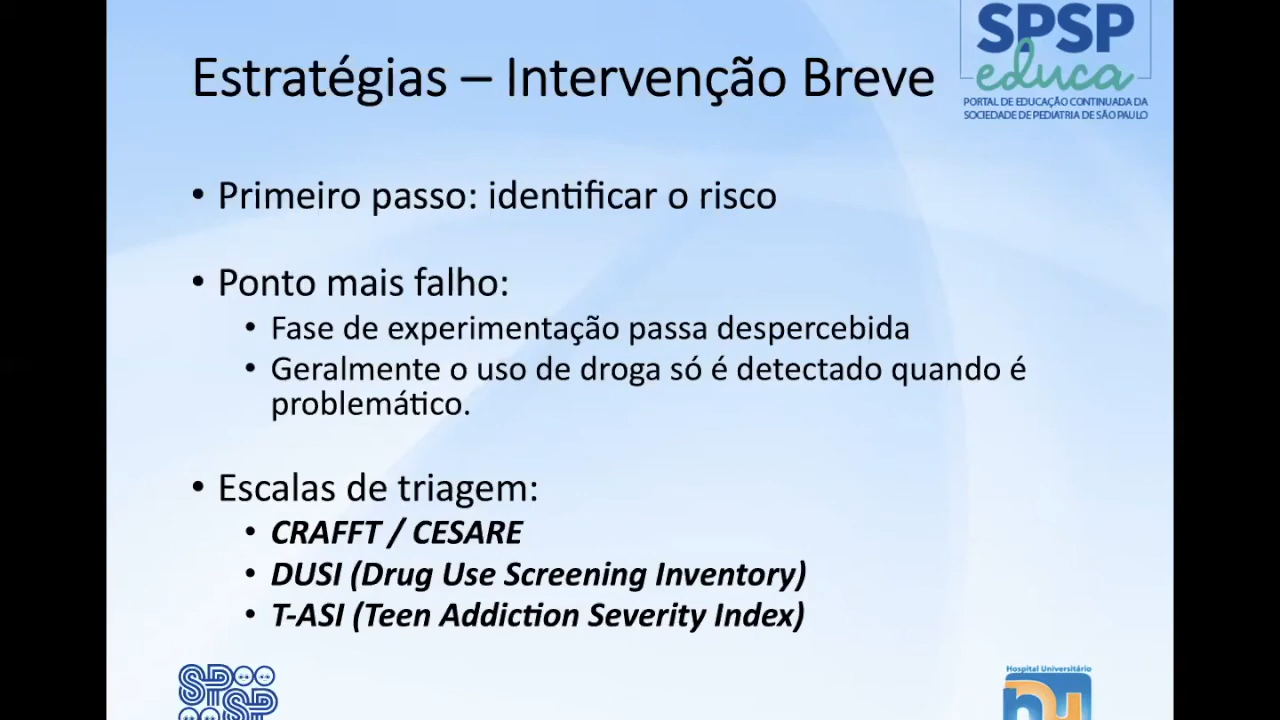 SPSP
educa
PORTAL DE EDUCAÇÃO CONTINUADA DA
SOCIEDADE DE PEDIATRIA DE SÃO PAULO
Estratégias – Intervenção Breve
• Primeiro passo: identificar o risco
• Ponto mais falho:
• Fase de experimentação passa despercebida
• Geralmente o uso de droga só é detectado quando é
problemático.
• Escalas de triagem:
• CRAFFT / CESARE
• DUSI (Drug Use Screening Inventory)
• T-ASI (Teen Addiction Severity Index)
SPSP
Hospital Universitário
hu